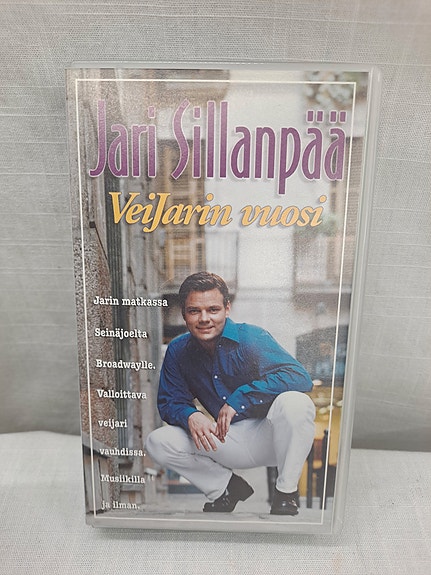 Jari Sillanpää
VeiJarin vuosi
Jarin matkassa
Seinäjoelta
Broadwaylle.
Valloittava
veijari
vauhdissa.
Musiikilla
ja ilman.